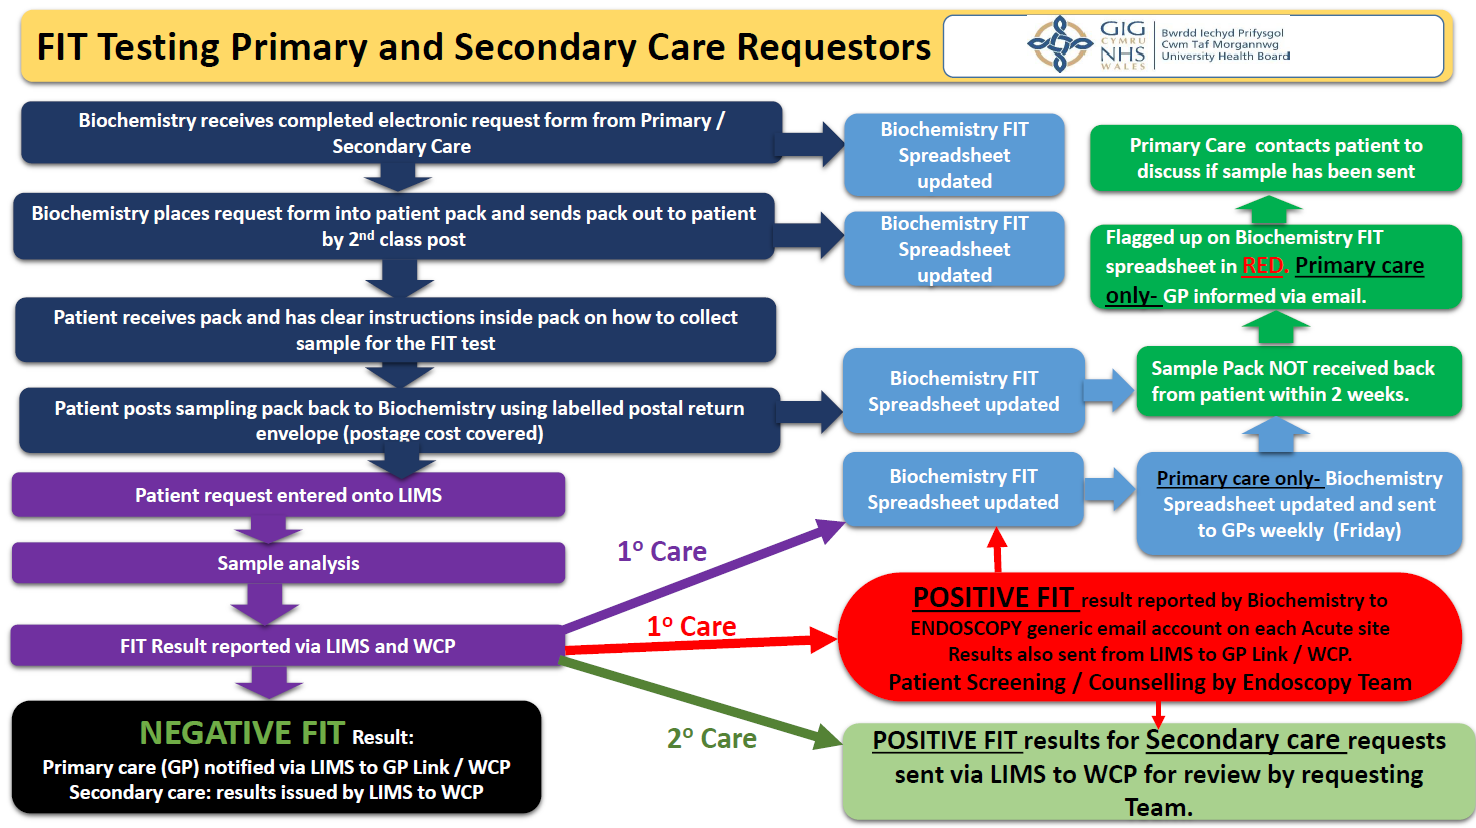 FIT Testing Primary and Secondary Care Requestors
GIG
CYMRU
NHS
WALES
Bwrdd Iechyd Prifysgol
Cwm Taf Morgannwg
University Health Board
Biochemistry receives completed electronic request form from Primary /
Secondary Care
Biochemistry FIT
Spreadsheet
updated
Primary Care contacts patient to
discuss if sample has been sent
Biochemistry places request form into patient pack and sends pack out to patient
by 2nd class post
Biochemistry FIT
Spreadsheet
updated
Flagged up on Biochemistry FIT
spreadsheet in RED. Primary care
only- GP informed via email.
Patient receives pack and has clear instructions inside pack on how to collect
sample for the FIT test
Biochemistry FIT
Spreadsheet updated
Sample Pack NOT received back
from patient within 2 weeks.
Patient posts sampling pack back to Biochemistry using labelled postal return
envelope (postage cost covered)
Patient request entered onto LIMS
Biochemistry FIT
Spreadsheet updated
Primary care only- Biochemistry
Spreadsheet updated and sent
to GPs weekly (Friday)
Sample analysis
1o Care
FIT Result reported via LIMS and WCP
1o Care
POSITIVE FIT result reported by Biochemistry to
ENDOSCOPY generic email account on each Acute site
Results also sent from LIMS to GP Link / WCP.
Patient Screening / Counselling by Endoscopy Team
2o Care
NEGATIVE FIT Result:
Primary care (GP) notified via LIMS to GP Link / WCP
Secondary care: results issued by LIMS to WCP
POSITIVE FIT results for Secondary care requests
sent via LIMS to WCP for review by requesting
Team.